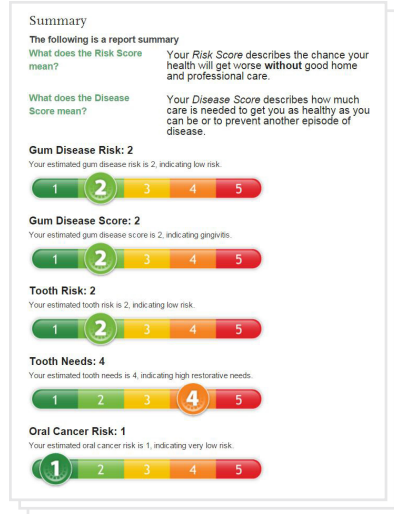 Summary
The following is a report summary
What does the Risk Score
mean?
Your Risk Score describes the chance your
health will get worse without good home
and professional care.
What does the Disease
Score mean?
Your Disease Score describes how much
care is needed to get you as healthy as you
can be or to prevent another episode of
disease.
Gum Disease Risk: 2
Your estimated gum disease risk is 2, indicating low risk.
1 2 3 4 5
Gum Disease Score: 2
Your estimated gum disease score is 2, indicating gingivitis.
1 2 3 4 5
Tooth Risk: 2
Your estimated tooth risk is 2, indicating low risk.
1 2 3 4 5
Tooth Needs: 4
Your estimated tooth needs is 4, indicating high restorative needs.
1 2 3 4 5
Oral Cancer Risk: 1
Your estimated oral cancer risk is 1, indicating very low risk.
1 2 3 4 5